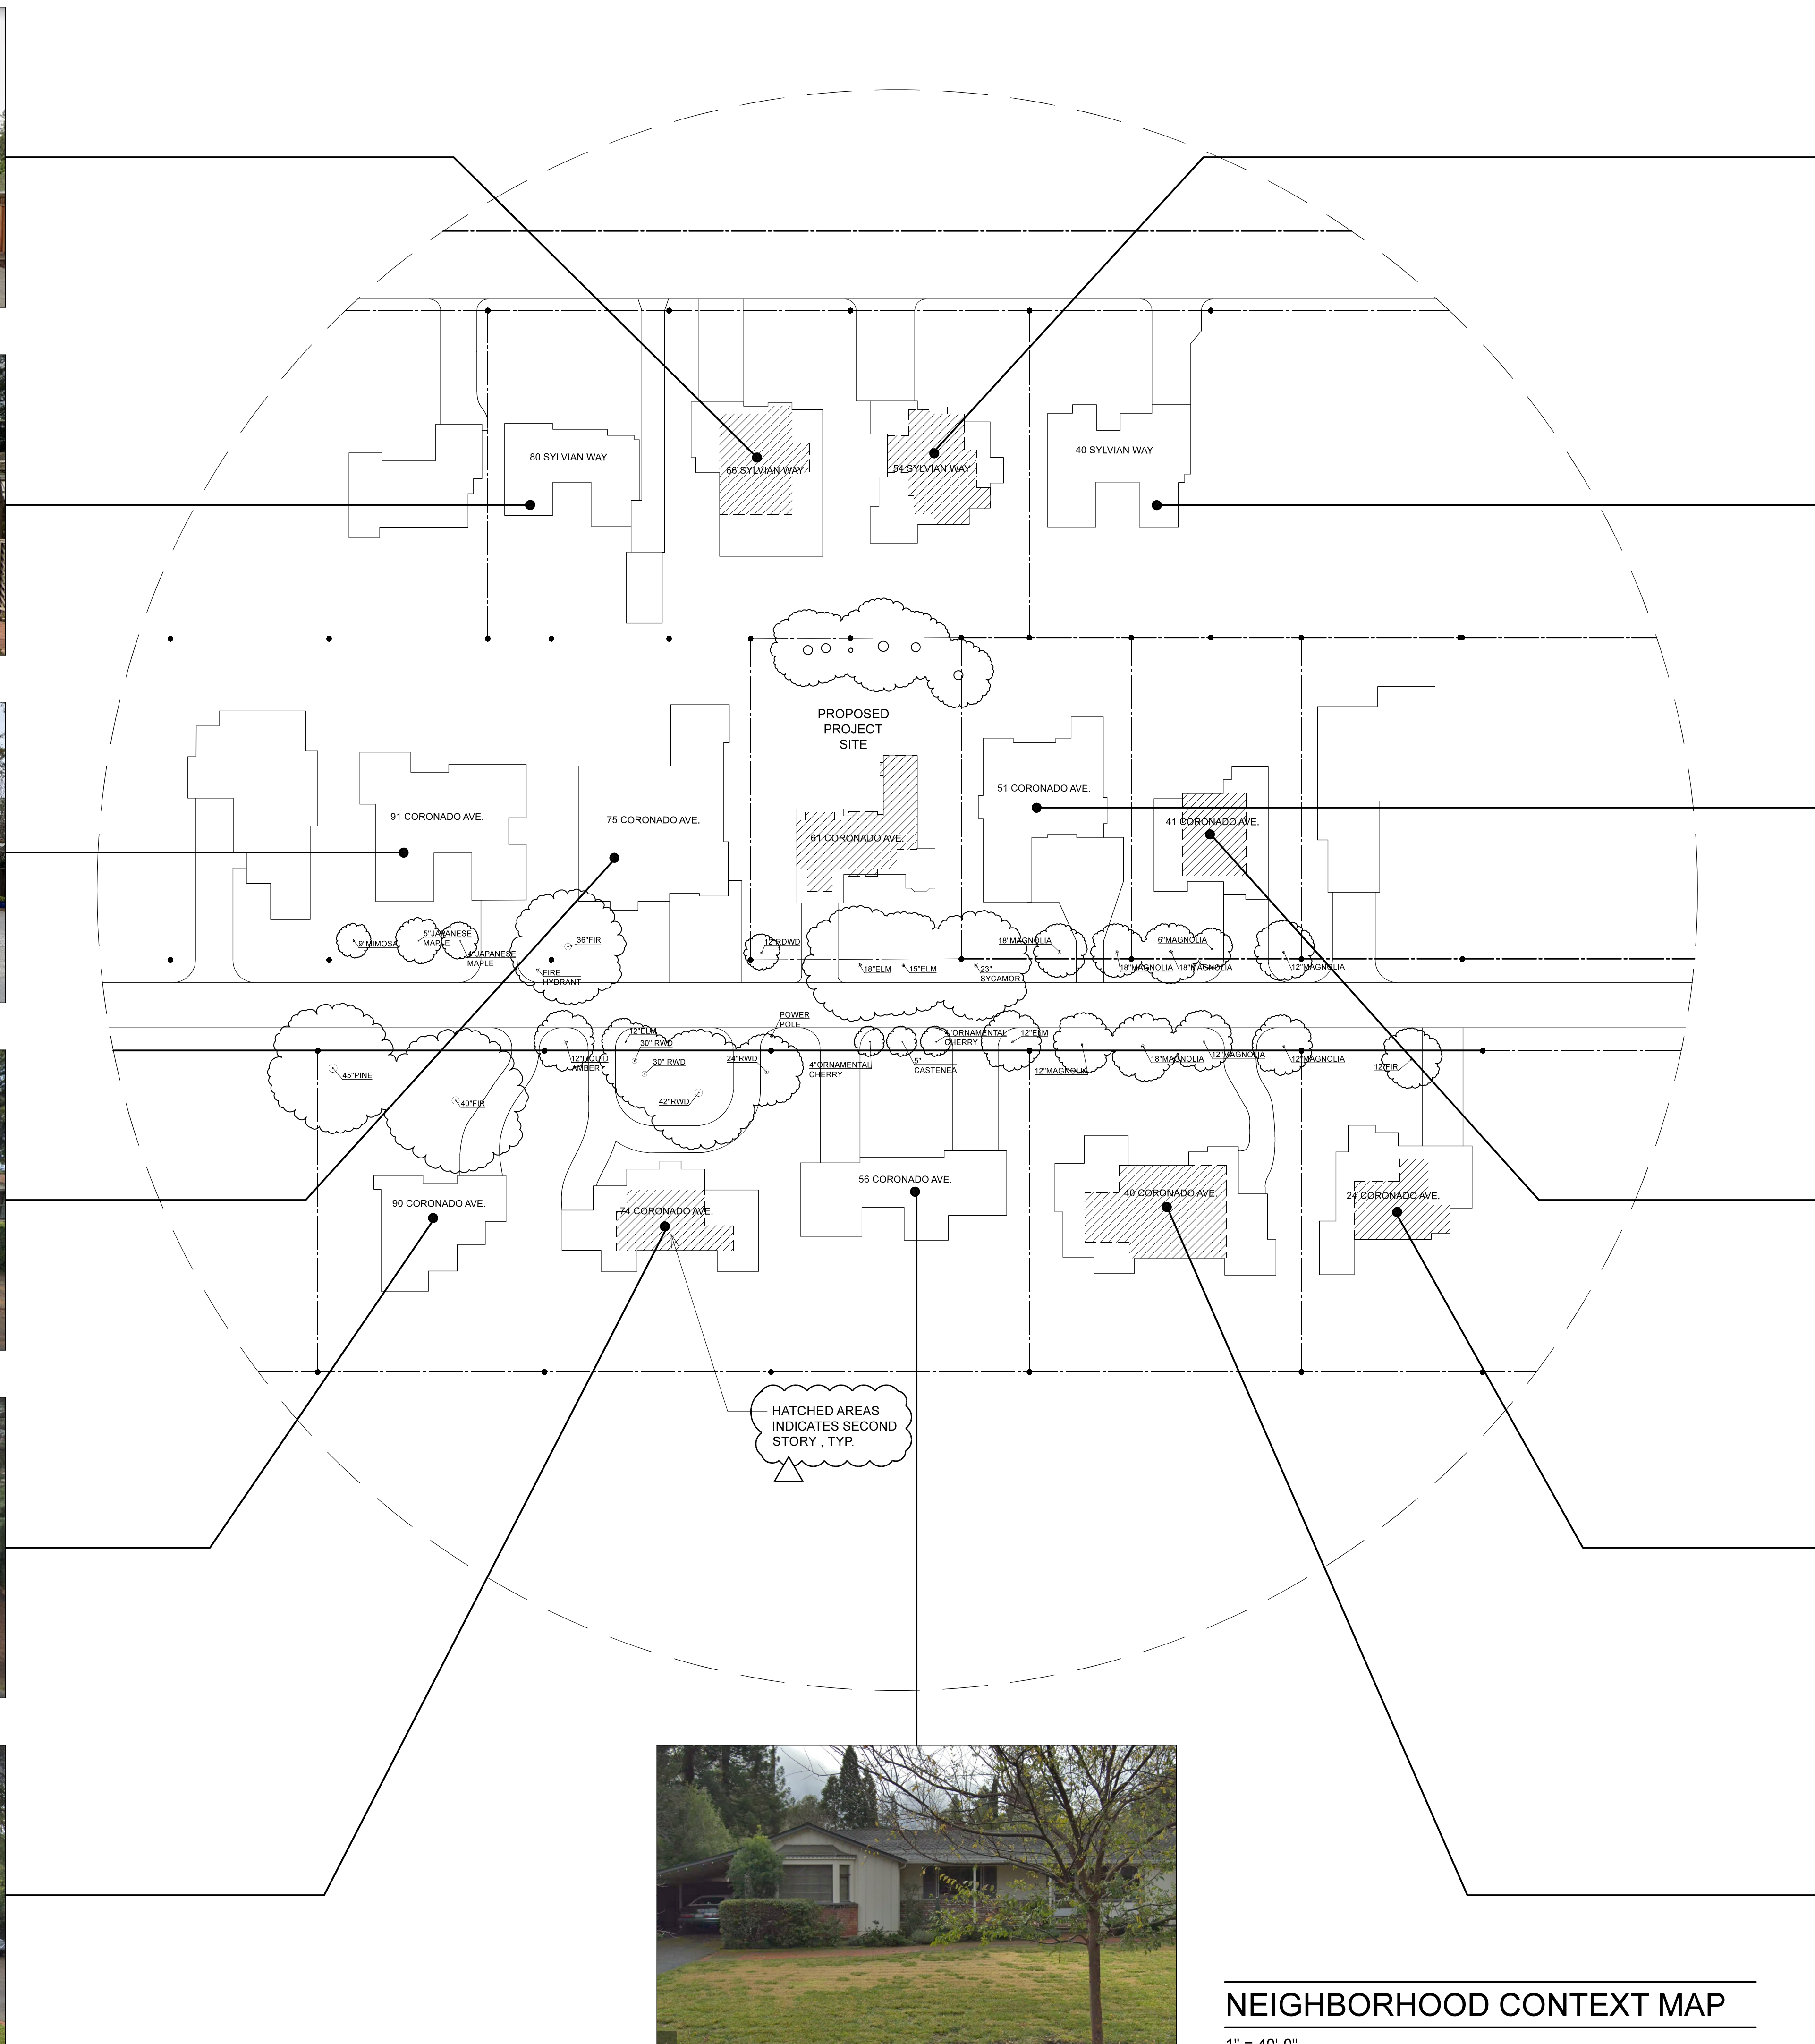 80 SYLVIAN WAY
66 SYLVIAN WAY
54 SYLVIAN WAY
40 SYLVIAN WAY
PROPOSED
PROJECT
SITE
91 CORONADO AVE.
75 CORONADO AVE.
61 CORONADO AVE.
51 CORONADO AVE.
41 CORONADO AVE.
9"MIMOSA
5"JAPANESE
MAPLE
4"JAPANESE
MAPLE
36"FIR
FIRE
HYDRANT
12"RDWD
18"ELM
15"ELM
23"
SYCAMOR
18"MAGNOLIA
18"MAGNOLIA
6"MAGNOLIA
18"MAGNOLIA
12"MAGNOLIA
45"PINE
40"FIR
12"LIQUID
AMBER
12"ELM
30" RWD
30" RWD
42"RWD
24"RWD
POWER
POLE
4"ORNAMENTAL
CHERRY
5"
CASTENEA
4"ORNAMENTAL
CHERRY
12"ELM
12"MAGNOLIA
18"MAGNOLIA
12"MAGNOLIA
12"MAGNOLIA
12"FIR
90 CORONADO AVE.
74 CORONADO AVE.
56 CORONADO AVE.
40 CORONADO AVE.
24 CORONADO AVE.
HATCHED AREAS
INDICATES SECOND
STORY , TYP.
NEIGHBORHOOD CONTEXT MAP
1" = 40'-0"